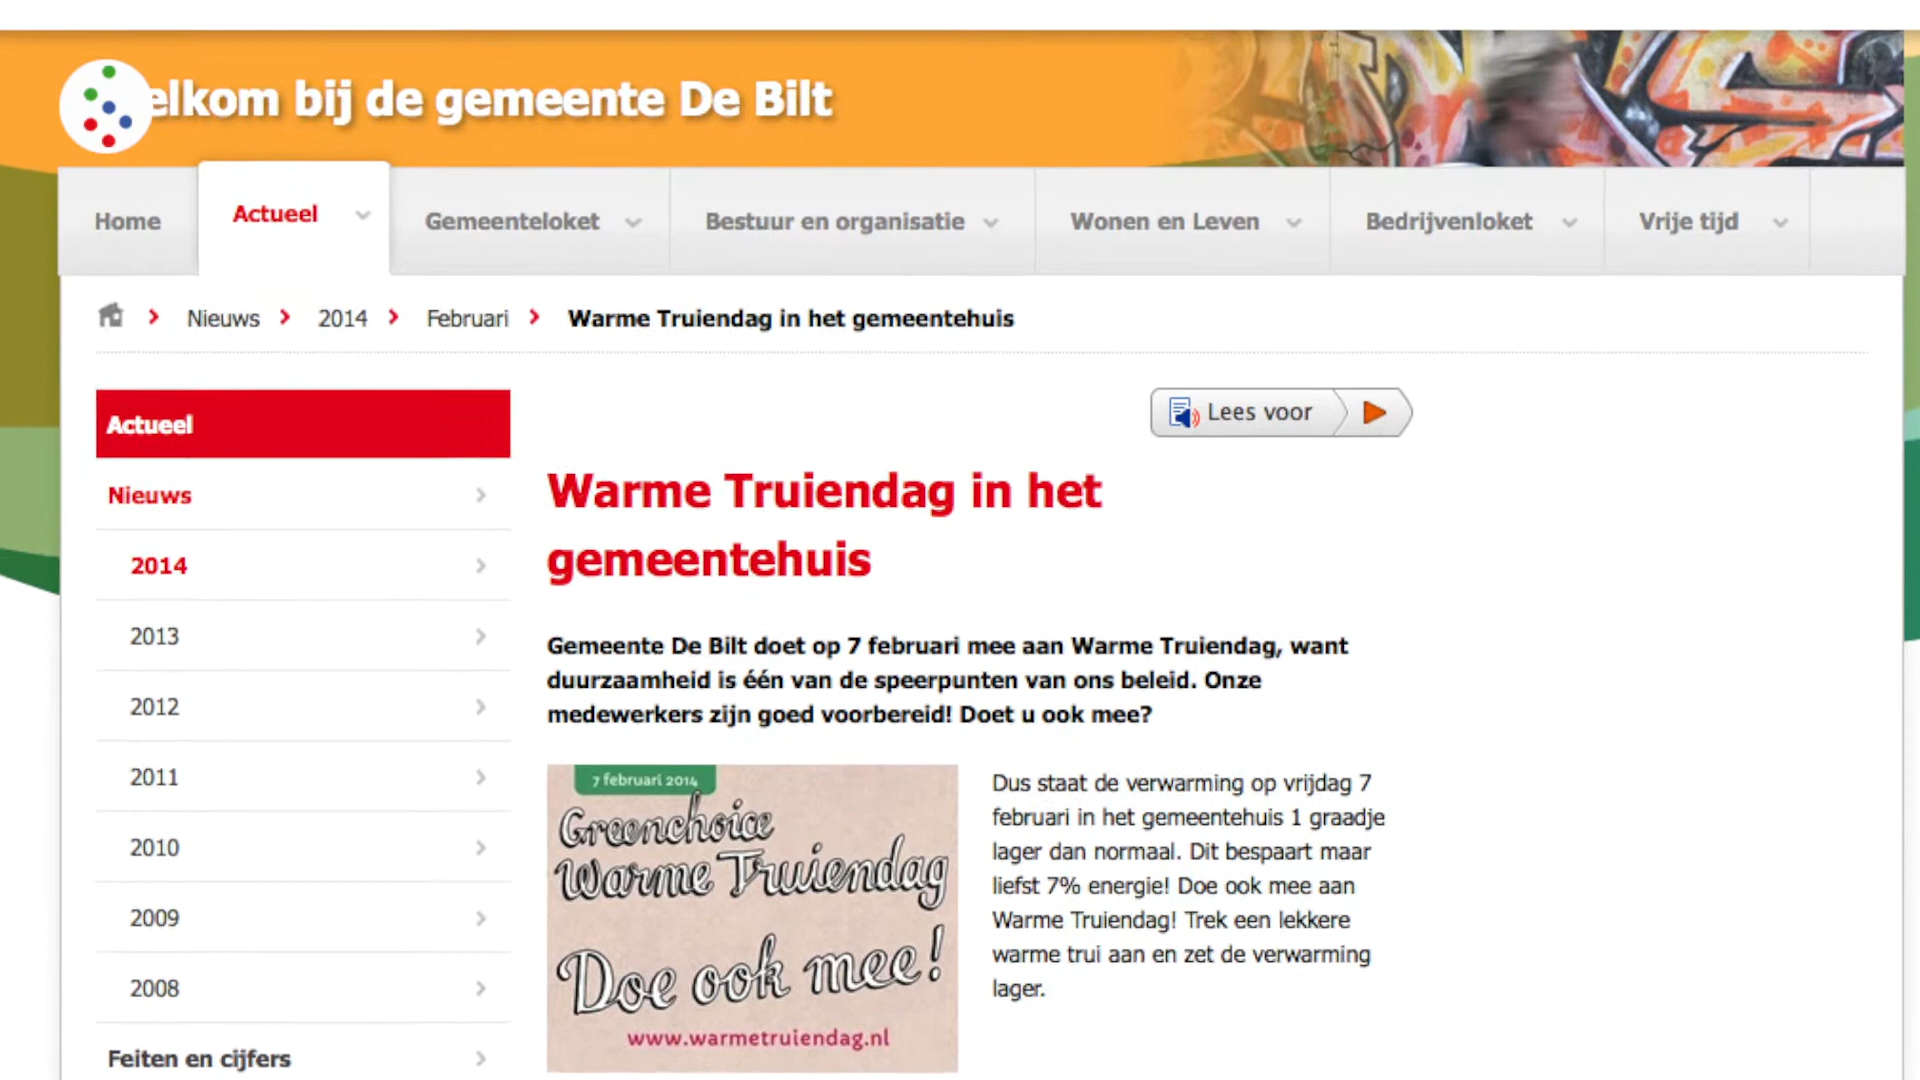 elkom bij de gemeente De Bilt
Home
Actueel
Gemeenteloket
Bestuur en organisatie
Wonen en Leven
Bedrijvenloket
Vrije tijd
Nieuws
2014
Februari
Warme Truiendag in het gemeentehuis
Actueel
Nieuws
2014
2013
2012
2011
2010
2009
2008
Feiten en cijfers
Lees voor
Warme Truiendag in het
gemeentehuis
Gemeente De Bilt doet op 7 februari mee aan Warme Truiendag, want
duurzaamheid is één van de speerpunten van ons beleid. Onze
medewerkers zijn goed voorbereid! Doet u ook mee?
7 februari 2014
Greenchoice
Warme Truiendag
Doe ook mee!
www.warmetruiendag.nl
Dus staat de verwarming op vrijdag 7
februari in het gemeentehuis 1 graadje
lager dan normaal. Dit bespaart maar
liefst 7% energie! Doe ook mee aan
Warme Truiendag! Trek een lekkere
warme trui aan en zet de verwarming
lager.